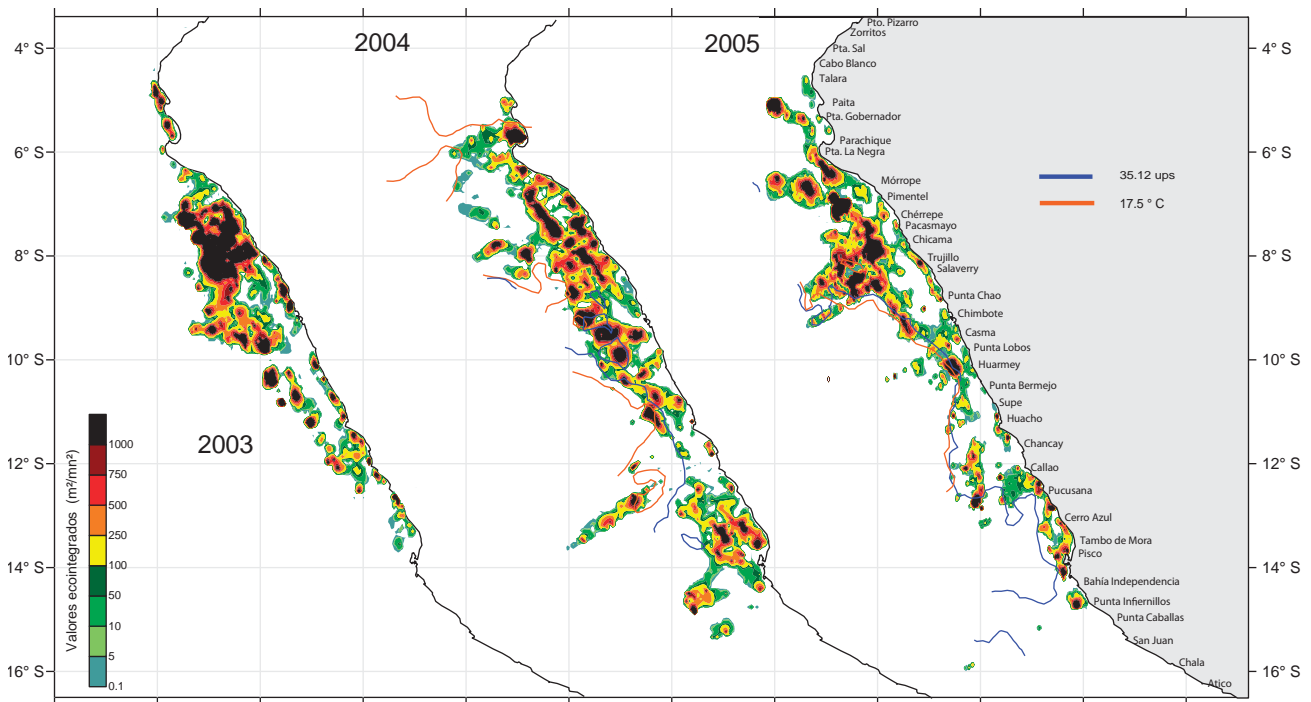 2004
2005
2003
4° S
6° S
8° S
10° S
12° S
14° S
16° S
4° S
6° S
8° S
10° S
12° S
14° S
16° S
Pto. Pizarro
Zorritos
Pta. Sal
Cabo Blanco
Talara
Paita
Pta. Gobernador
Parachique
Pta. La Negra
Mórrope
Pimentel
Chérrepe
Pacasmayo
Chicama
Trujillo
Salaverry
Punta Chao
Chimbote
Casma
Punta Lobos
Huarmey
Punta Bermejo
Supe
Huacho
Chancay
Callao
Pucusana
Cerro Azul
Tambo de Mora
Pisco
Bahía Independencia
Punta Infiernillos
Punta Caballas
San Juan
Chala
Atico
35.12 ups
17.5 ° C
Valores ecointegrados (m²/mn²)
1000
750
500
250
100
50
10
5
0.1